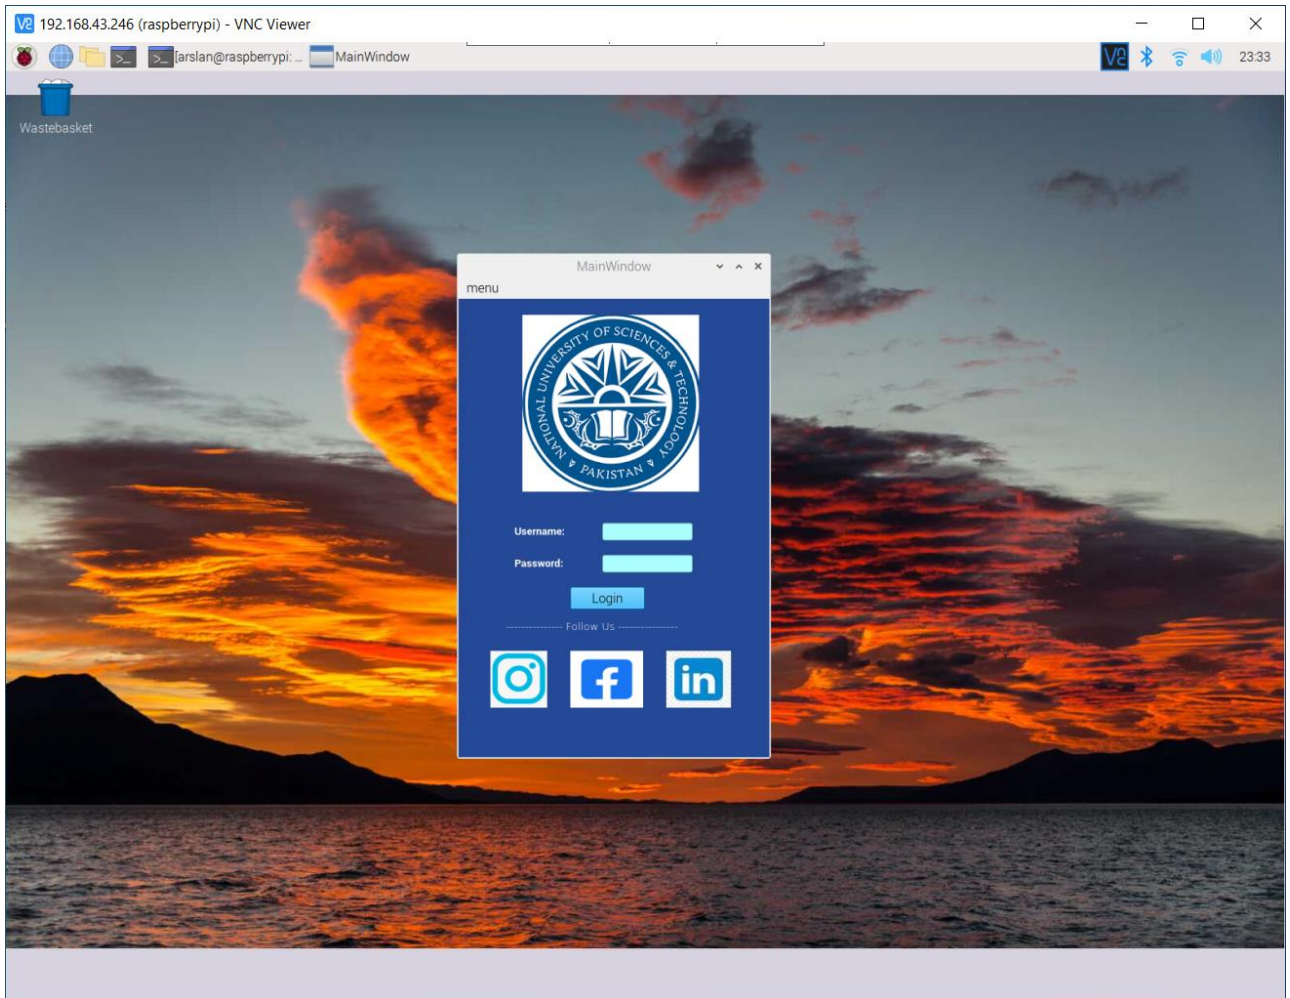 192.168.43.246 (raspberrypi) - VNC Viewer
[arslan@raspberrypi: ...
MainWindow
23:33
Wastebasket
MainWindow
menu
NATIONAL UNIVERSITY OF SCIENCES & TECHNOLOGY
PAKISTAN
Username:
Password:
Login
--------------- Follow Us ----------------